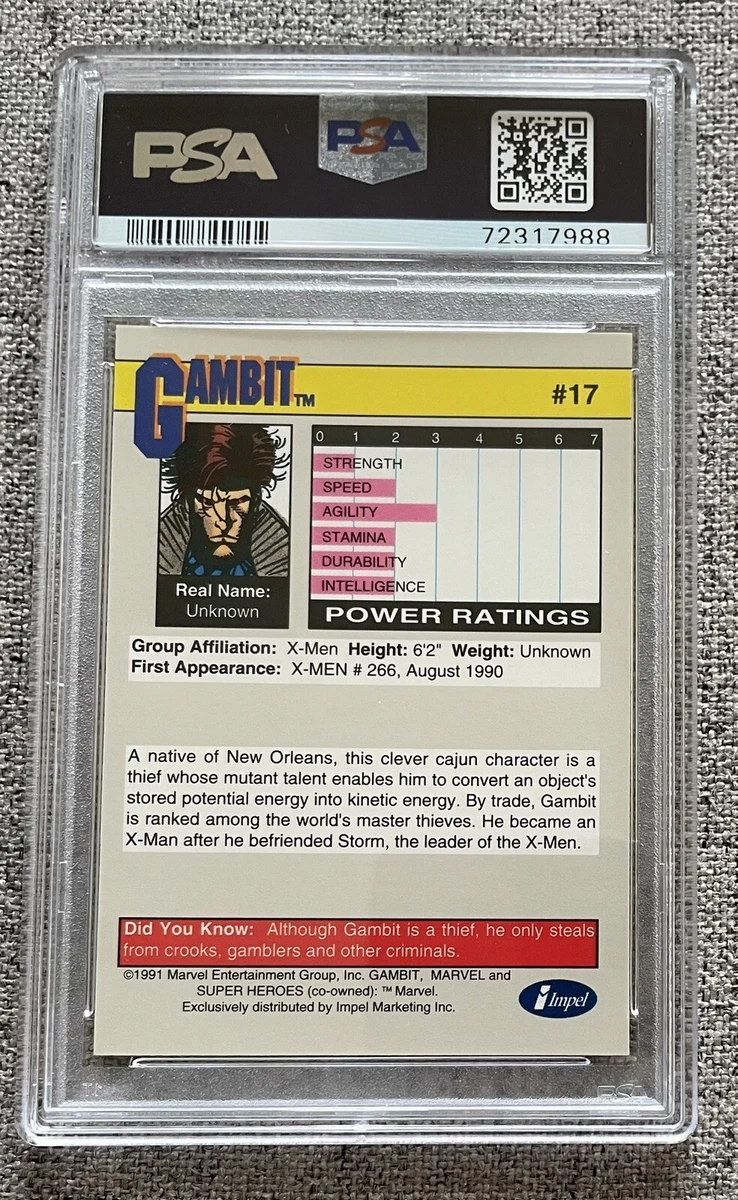 PSA PSA
72317988
GAMBIT™ #17
0 1 2 3 4 5 6 7
STRENGTH
SPEED
AGILITY
STAMINA
DURABILITY
INTELLIGENCE
POWER RATINGS
Real Name:
Unknown
Group Affiliation: X-Men Height: 6'2" Weight: Unknown
First Appearance: X-MEN # 266, August 1990
A native of New Orleans, this clever cajun character is a
thief whose mutant talent enables him to convert an object's
stored potential energy into kinetic energy. By trade, Gambit
is ranked among the world's master thieves. He became an
X-Man after he befriended Storm, the leader of the X-Men.
Did You Know: Although Gambit is a thief, he only steals
from crooks, gamblers and other criminals.
©1991 Marvel Entertainment Group, Inc. GAMBIT, MARVEL and
SUPER HEROES (co-owned): ™ Marvel.
Exclusively distributed by Impel Marketing Inc.
Impel
PSA